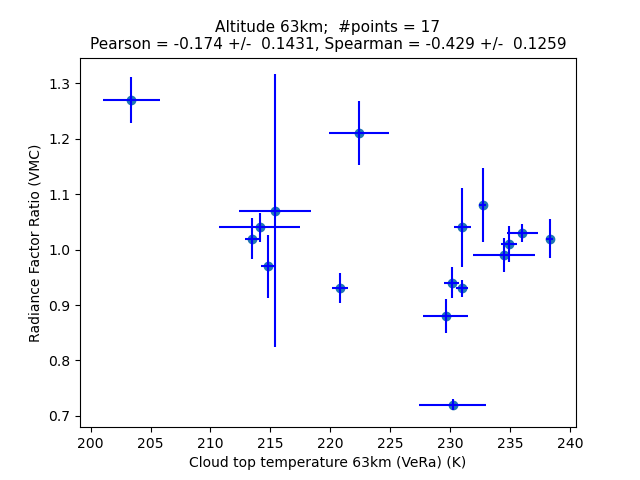 Altitude 63km;  #points = 17
Pearson = -0.174 +/-  0.1431, Spearman = -0.429 +/-  0.1259
1.3
1.2
1.1
1.0
0.9
0.8
0.7
Radiance Factor Ratio (VMC)
200 205 210 215 220 225 230 235 240
Cloud top temperature 63km (VeRa) (K)